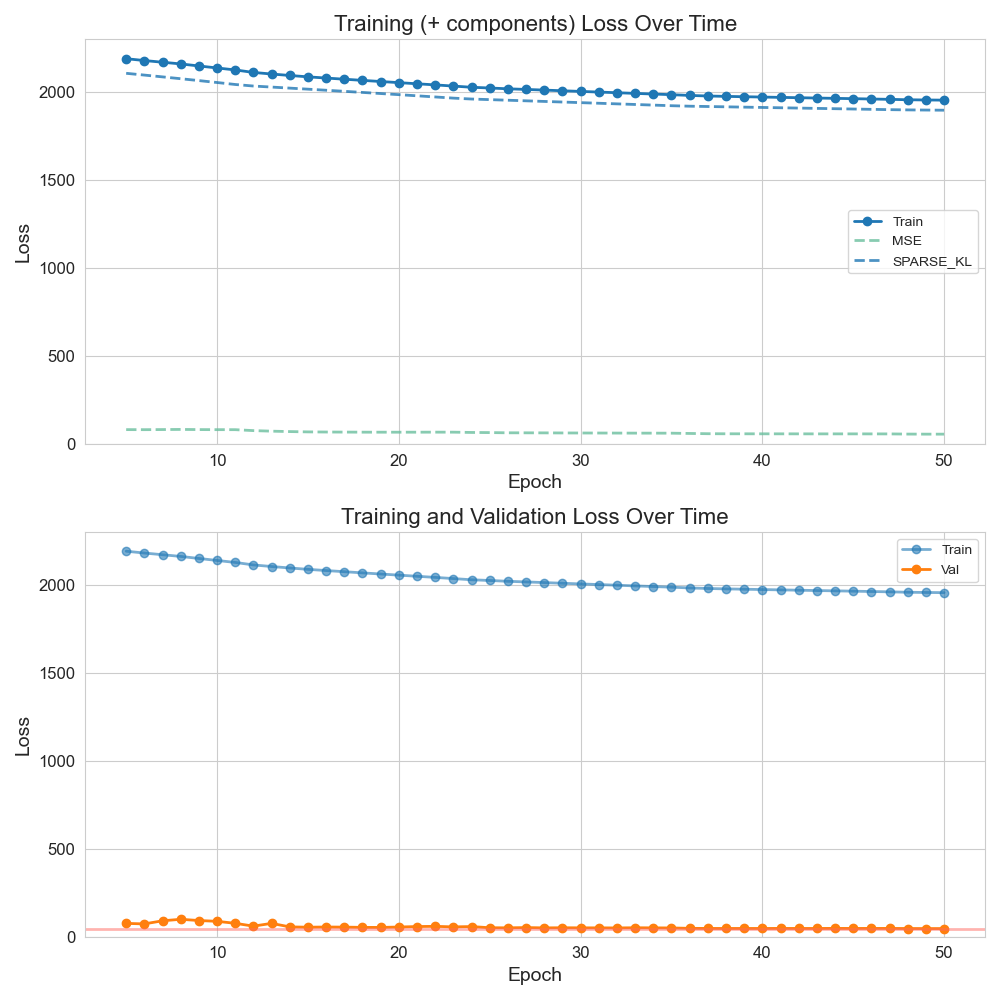 Training (+ components) Loss Over Time
2000
1500
1000
500
0
Loss
Train
MSE
SPARSE_KL
10 20 30 40 50
Epoch
Training and Validation Loss Over Time
2000
1500
1000
500
0
Loss
Train
Val
10 20 30 40 50
Epoch